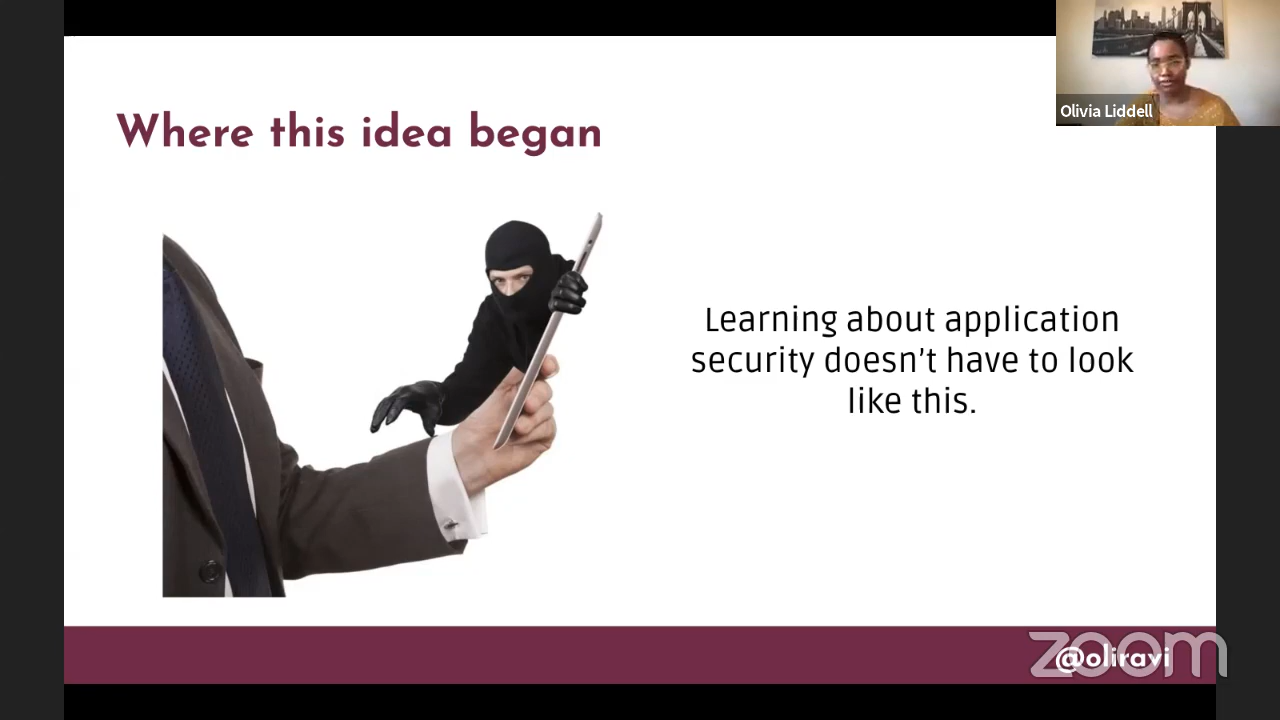 Olivia Liddell
Where this idea began
Learning about application
security doesn't have to look
like this.
@oliravi
zoom